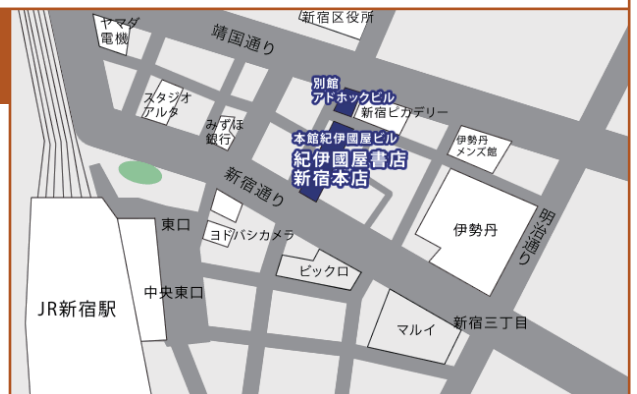 ヤマダ
電機
新宿区役所
靖国通り
別館
アドホックビル
新宿ピカデリー
スタジオ
アルタ
みずほ
銀行
本館紀伊國屋ビル
紀伊國屋書店
新宿本店
伊勢丹
メンズ館
新宿通り
伊勢丹
明治通り
東口
ヨドバシカメラ
ビックロ
中央東口
JR新宿駅
マルイ
新宿三丁目